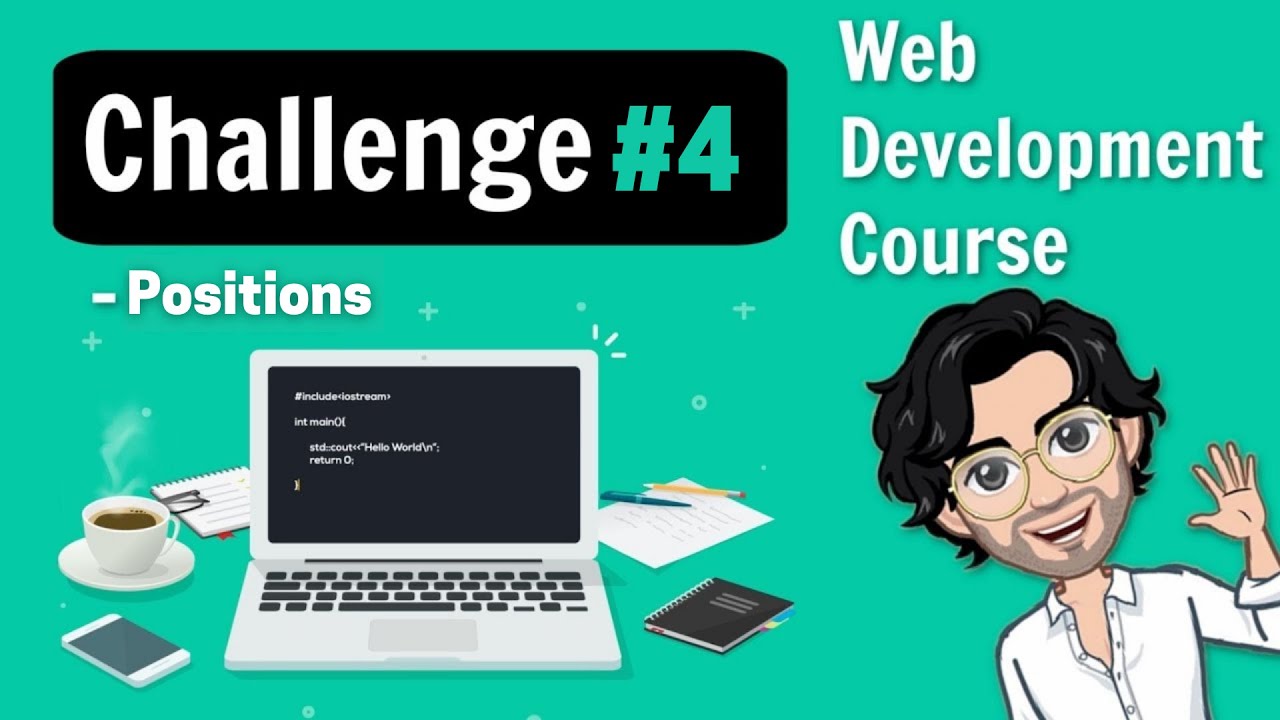 Challenge #4
Web
Development
Course
- Positions
#include<iostream>
int main(){
std::cout<<"Hello World\n";
return 0;
}